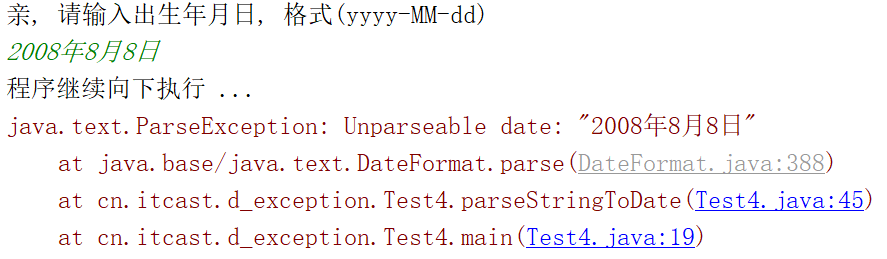 亲, 请输入出生年月日, 格式(yyyy-MM-dd)
2008年8月8日
程序继续向下执行 ...
java.text.ParseException: Unparseable date: "2008年8月8日"
at java.base/java.text.DateFormat.parse(DateFormat.java:388)
at cn.itcast.d_exception.Test4.parseStringToDate(Test4.java:45)
at cn.itcast.d_exception.Test4.main(Test4.java:19)